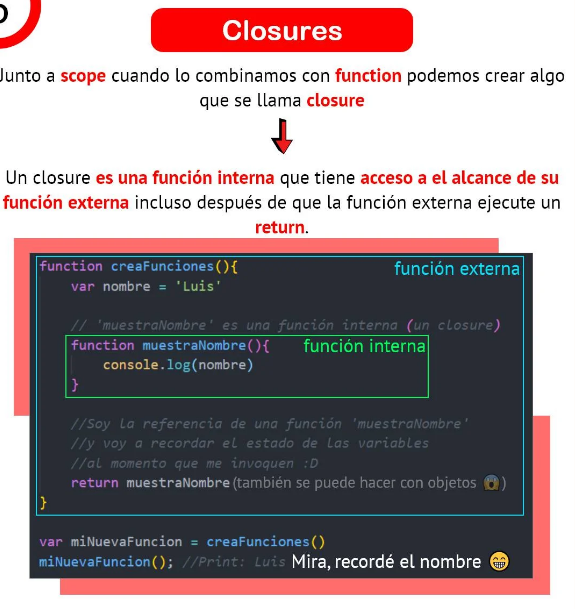 Closures
Junto a scope cuando lo combinamos con function podemos crear algo
que se llama closure
Un closure es una función interna que tiene acceso a el alcance de su
función externa incluso después de que la función externa ejecute un
return.
function creaFunciones(){ función externa
var nombre = 'Luis'
// 'muestraNombre' es una función interna (un closure)
function muestraNombre(){ función interna
console.log(nombre)
}
//Soy la referencia de una función 'muestraNombre'
//y voy a recordar el estado de las variables
//al momento que me invoquen :D
return muestraNombre(también se puede hacer con objetos 😱)
}
var miNuevaFuncion = creaFunciones()
miNuevaFuncion(); //Print: Luis Mira, recordé el nombre 😁